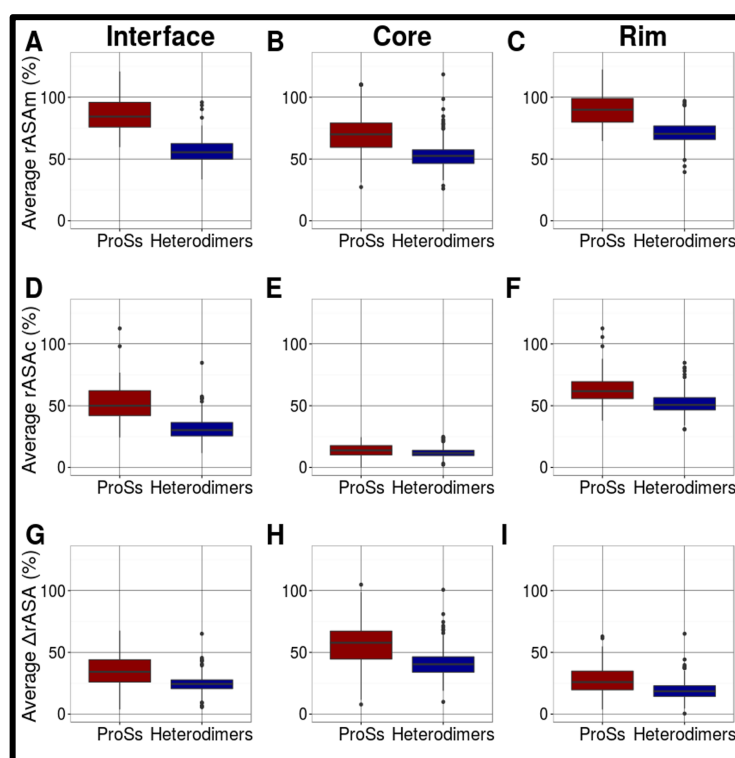 A Interface B Core C Rim
Average rASAm (%)
100 100 100
50 50 50
0 0 0
ProSs Heterodimers ProSs Heterodimers ProSs Heterodimers
D E F
Average rASAc (%)
100 100 100
50 50 50
0 0 0
ProSs Heterodimers ProSs Heterodimers ProSs Heterodimers
G H I
Average ΔrASA (%)
100 100 100
50 50 50
0 0 0
ProSs Heterodimers ProSs Heterodimers ProSs Heterodimers